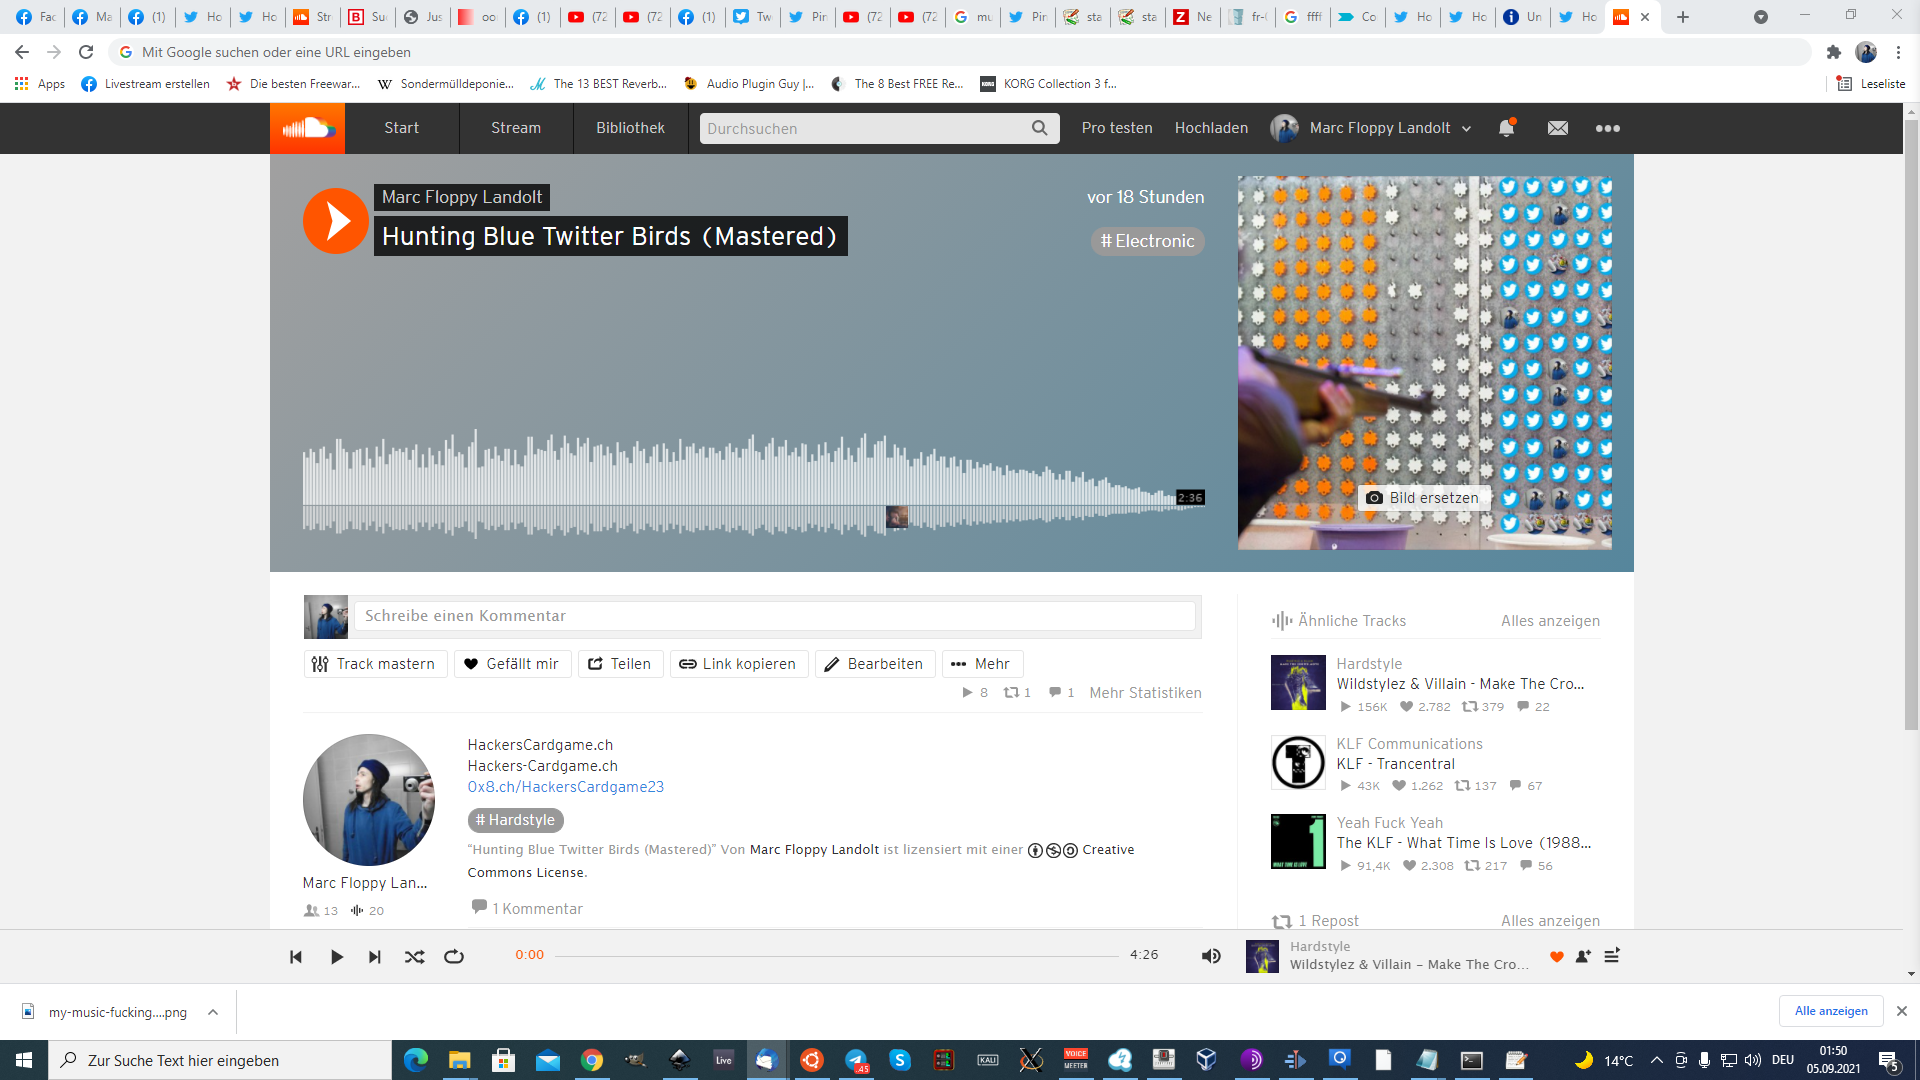 Fac
Ma
(1)
Ho
Ho
Str
Su
Jus
oo
(1)
(72
(72
(1)
Tw
Pin
(72
(72
mu
Pin
sta
sta
Ne
fr-(
ffff
Co
Ho
Ho
Un
Ho
Mit Google suchen oder eine URL eingeben
Apps
Livestream erstellen
Die besten Freewar...
Sondermülldeponie...
The 13 BEST Reverb...
Audio Plugin Guy |...
The 8 Best FREE Re...
KORG Collection 3 f...
Leseliste
Start
Stream
Bibliothek
Durchsuchen
Pro testen
Hochladen
Marc Floppy Landolt
Marc Floppy Landolt
Hunting Blue Twitter Birds (Mastered)
vor 18 Stunden
# Electronic
2:36
Bild ersetzen
Schreibe einen Kommentar
Track mastern
Gefällt mir
Teilen
Link kopieren
Bearbeiten
Mehr
8
1
1
Mehr Statistiken
Marc Floppy Lan...
13
20
HackersCardgame.ch
Hackers-Cardgame.ch
0x8.ch/HackersCardgame23
# Hardstyle
“Hunting Blue Twitter Birds (Mastered)” Von Marc Floppy Landolt ist lizensiert mit einer Creative
Commons License.
1 Kommentar
Ähnliche Tracks
Alles anzeigen
Hardstyle
Wildstylez & Villain - Make The Cro...
156K 2.782 379 22
KLF Communications
KLF - Trancentral
43K 1.262 137 67
Yeah Fuck Yeah
The KLF - What Time Is Love (1988...
91,4K 2.308 217 56
1 Repost
Alles anzeigen
0:00
4:26
Hardstyle
Wildstylez & Villain – Make The Cro...
my-music-fucking....png
Alle anzeigen
Zur Suche Text hier eingeben
Live
.45
KALI
VOICE
MEETER
14°C
DEU
01:50
05.09.2021
5